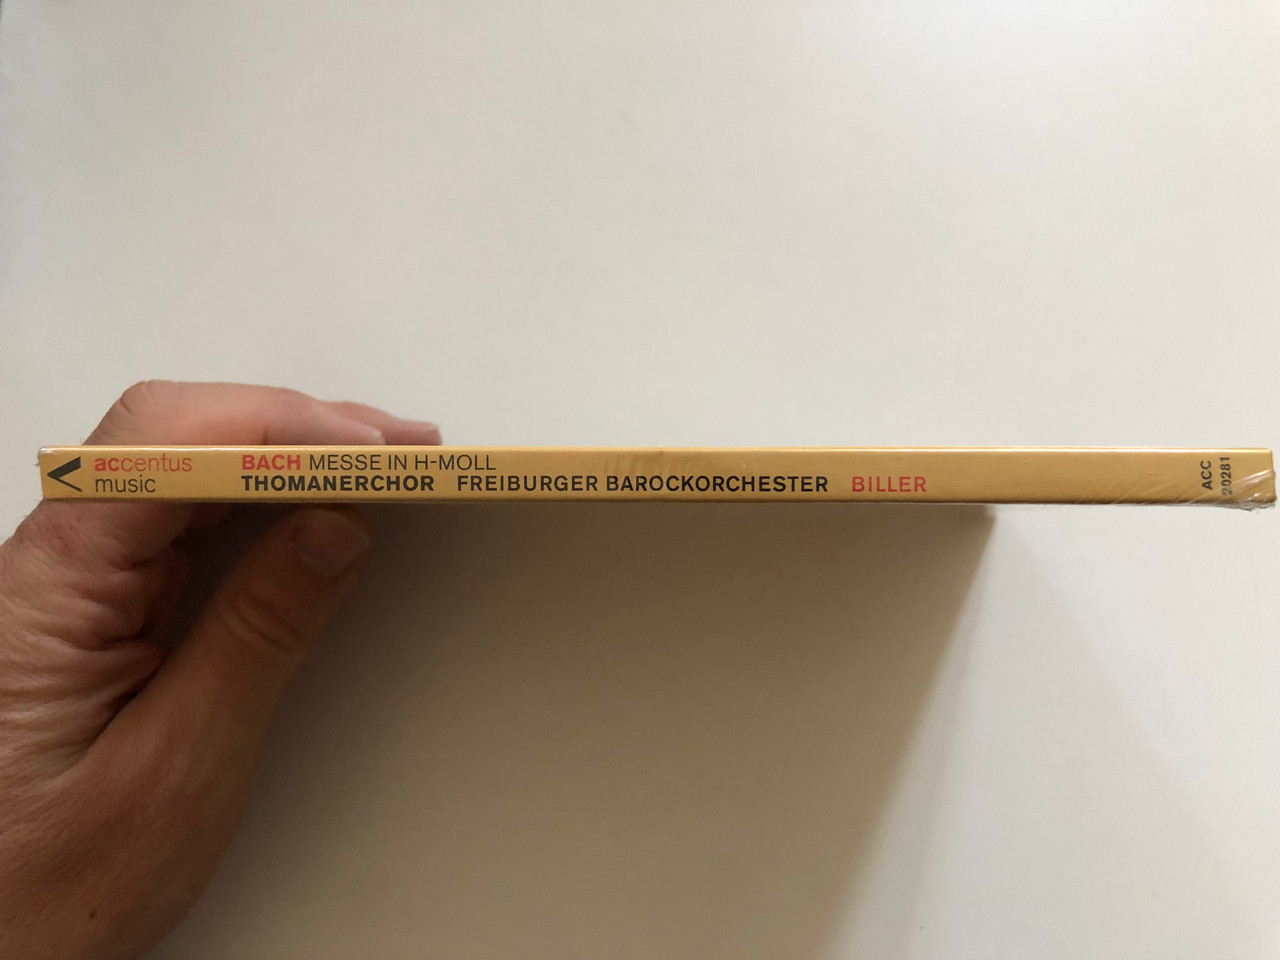 accentus
music
BACH MESSE IN H-MOLL
THOMANERCHOR FREIBURGER BAROCKORCHESTER BILLER
ACC
20281